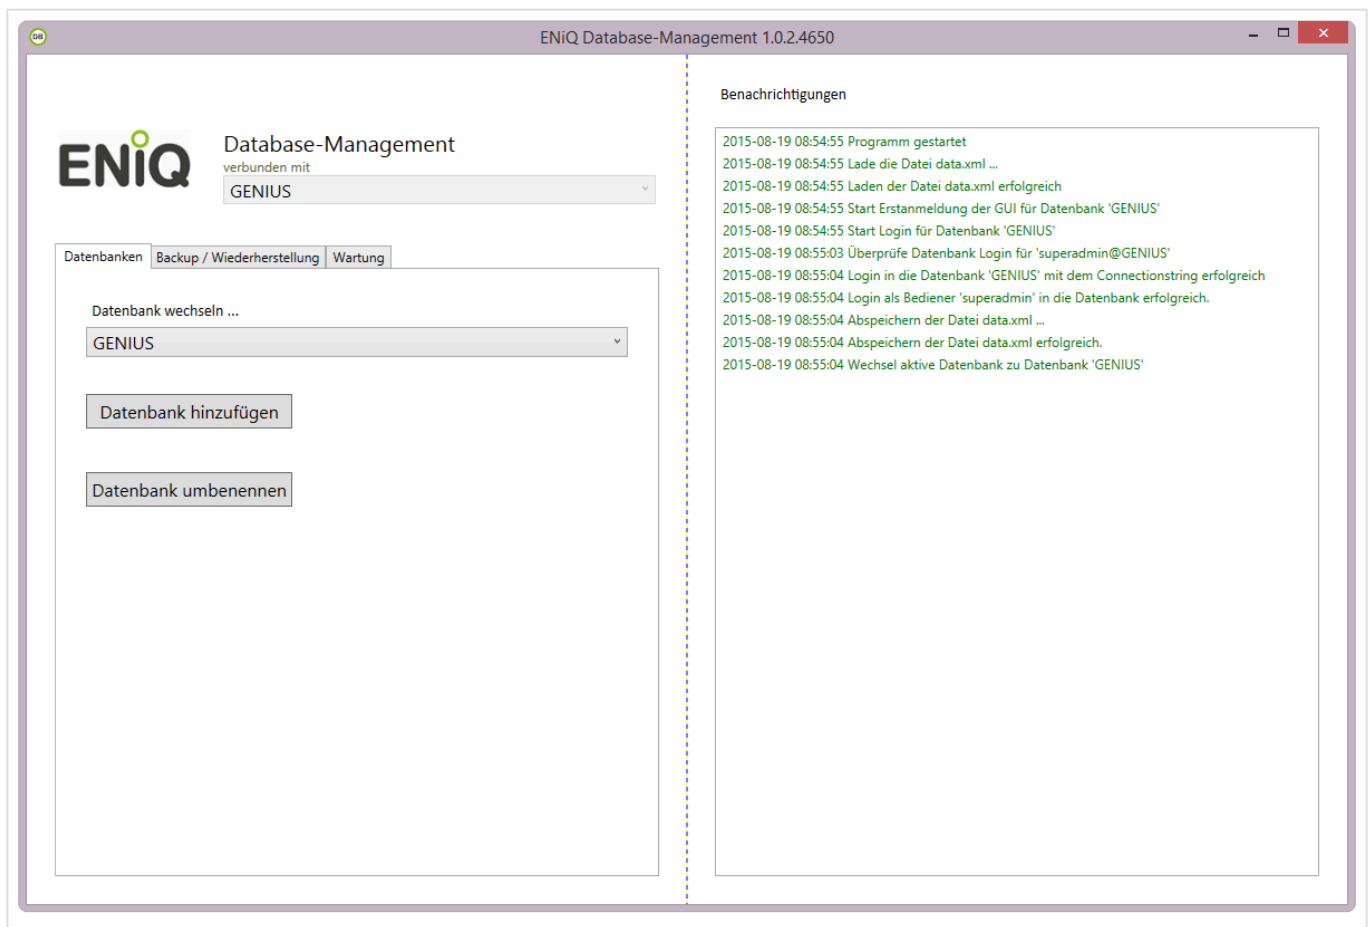 DB
ENiQ Database-Management 1.0.2.4650
ENiQ
Database-Management
verbunden mit
GENIUS
Datenbanken
Backup / Wiederherstellung
Wartung
Datenbank wechseln ...
GENIUS
Datenbank hinzufügen
Datenbank umbenennen
Benachrichtigungen
2015-08-19 08:54:55 Programm gestartet
2015-08-19 08:54:55 Lade die Datei data.xml ...
2015-08-19 08:54:55 Laden der Datei data.xml erfolgreich
2015-08-19 08:54:55 Start Erstanmeldung der GUI für Datenbank 'GENIUS'
2015-08-19 08:54:55 Start Login für Datenbank 'GENIUS'
2015-08-19 08:55:03 Überprüfe Datenbank Login für 'superadmin@GENIUS'
2015-08-19 08:55:04 Login in die Datenbank 'GENIUS' mit dem Connectionstring erfolgreich
2015-08-19 08:55:04 Login als Bediener 'superadmin' in die Datenbank erfolgreich.
2015-08-19 08:55:04 Abspeichern der Datei data.xml ...
2015-08-19 08:55:04 Abspeichern der Datei data.xml erfolgreich.
2015-08-19 08:55:04 Wechsel aktive Datenbank zu Datenbank 'GENIUS'